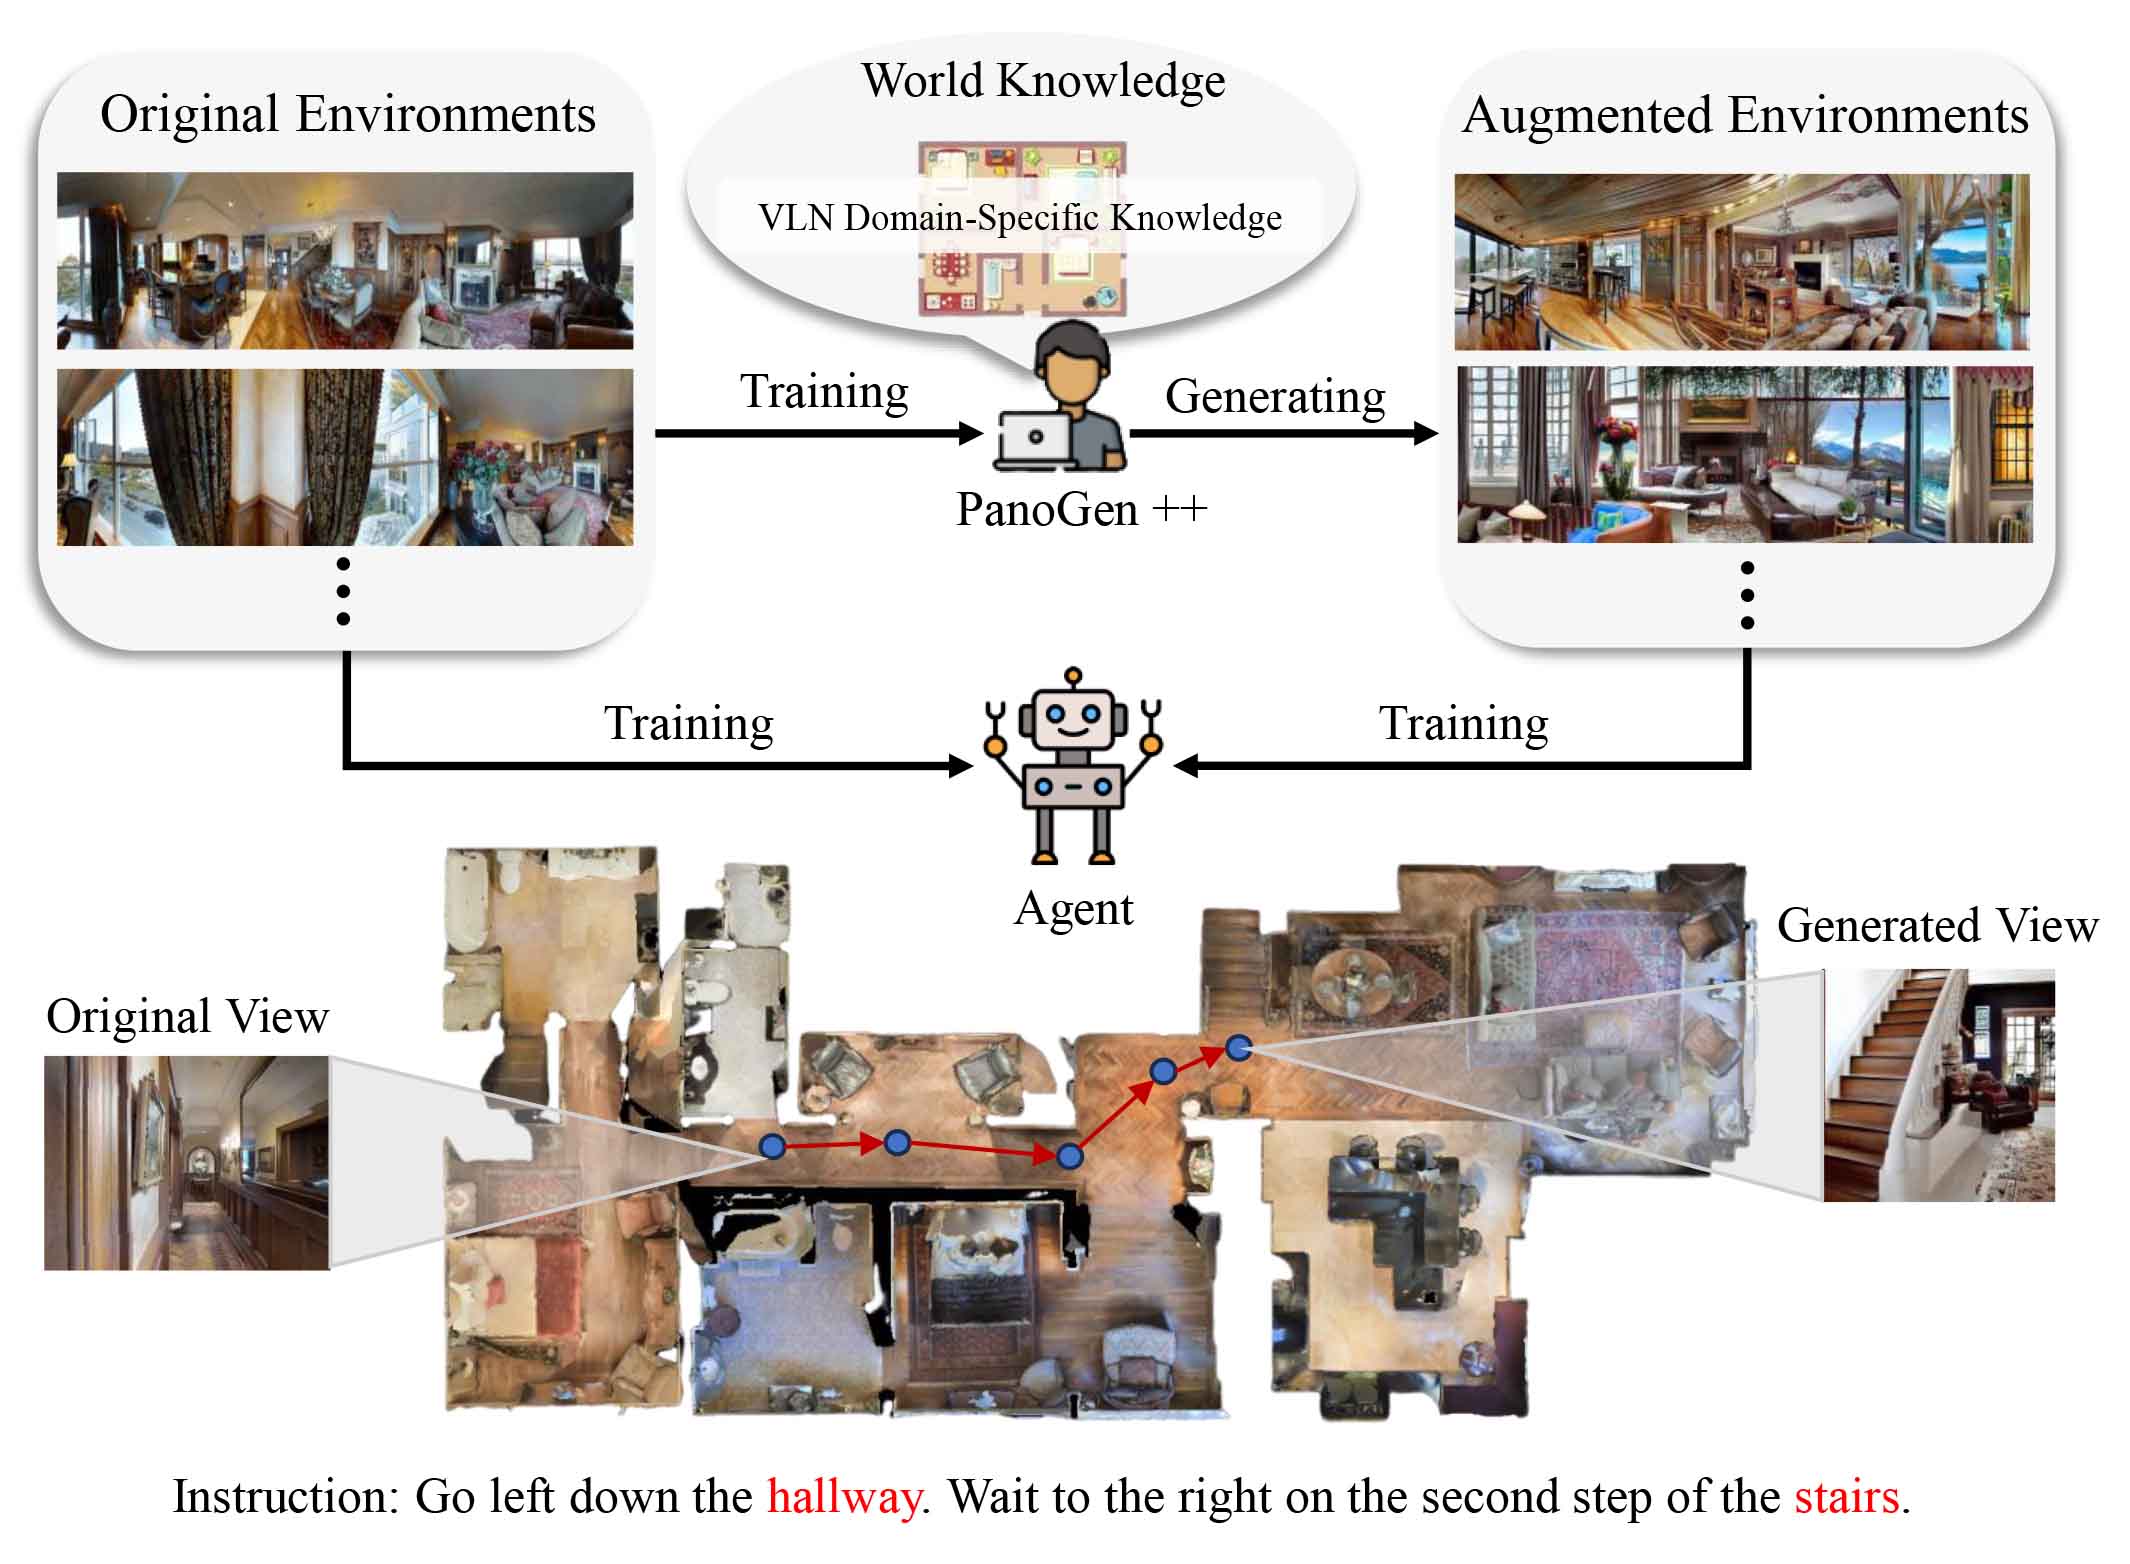 World Knowledge
Original Environments
Augmented Environments
VLN Domain-Specific Knowledge
Training
Generating
PanoGen ++
Training
Training
Agent
Generated View
Original View
Instruction: Go left down the hallway. Wait to the right on the second step of the stairs.